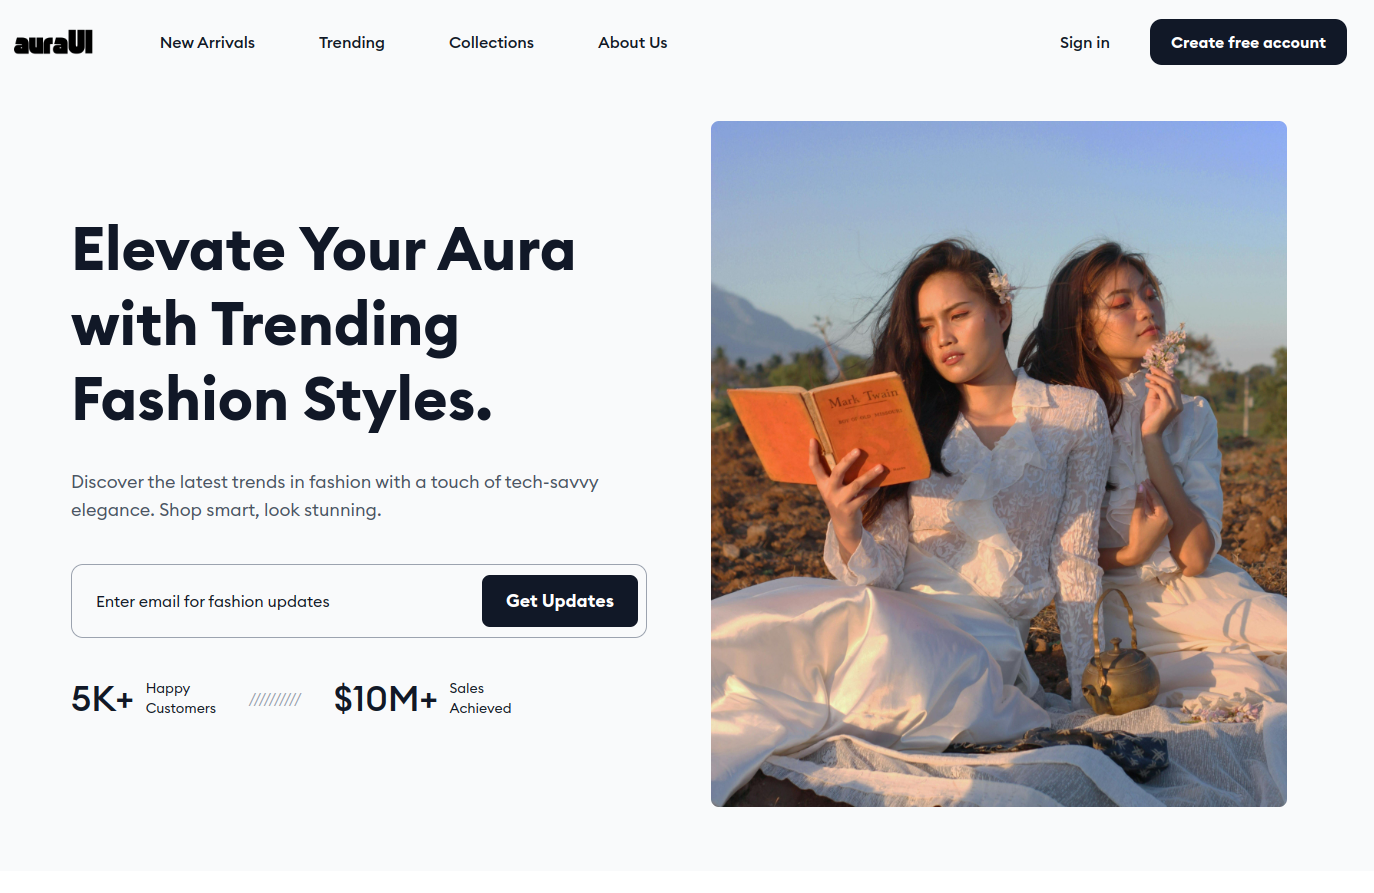 auraUI
New Arrivals
Trending
Collections
About Us
Sign in
Create free account
Elevate Your Aura
with Trending
Fashion Styles.
Discover the latest trends in fashion with a touch of tech-savvy
elegance. Shop smart, look stunning.
Enter email for fashion updates
Get Updates
5K+
Happy
Customers
//////////
$10M+
Sales
Achieved
Mark Twain